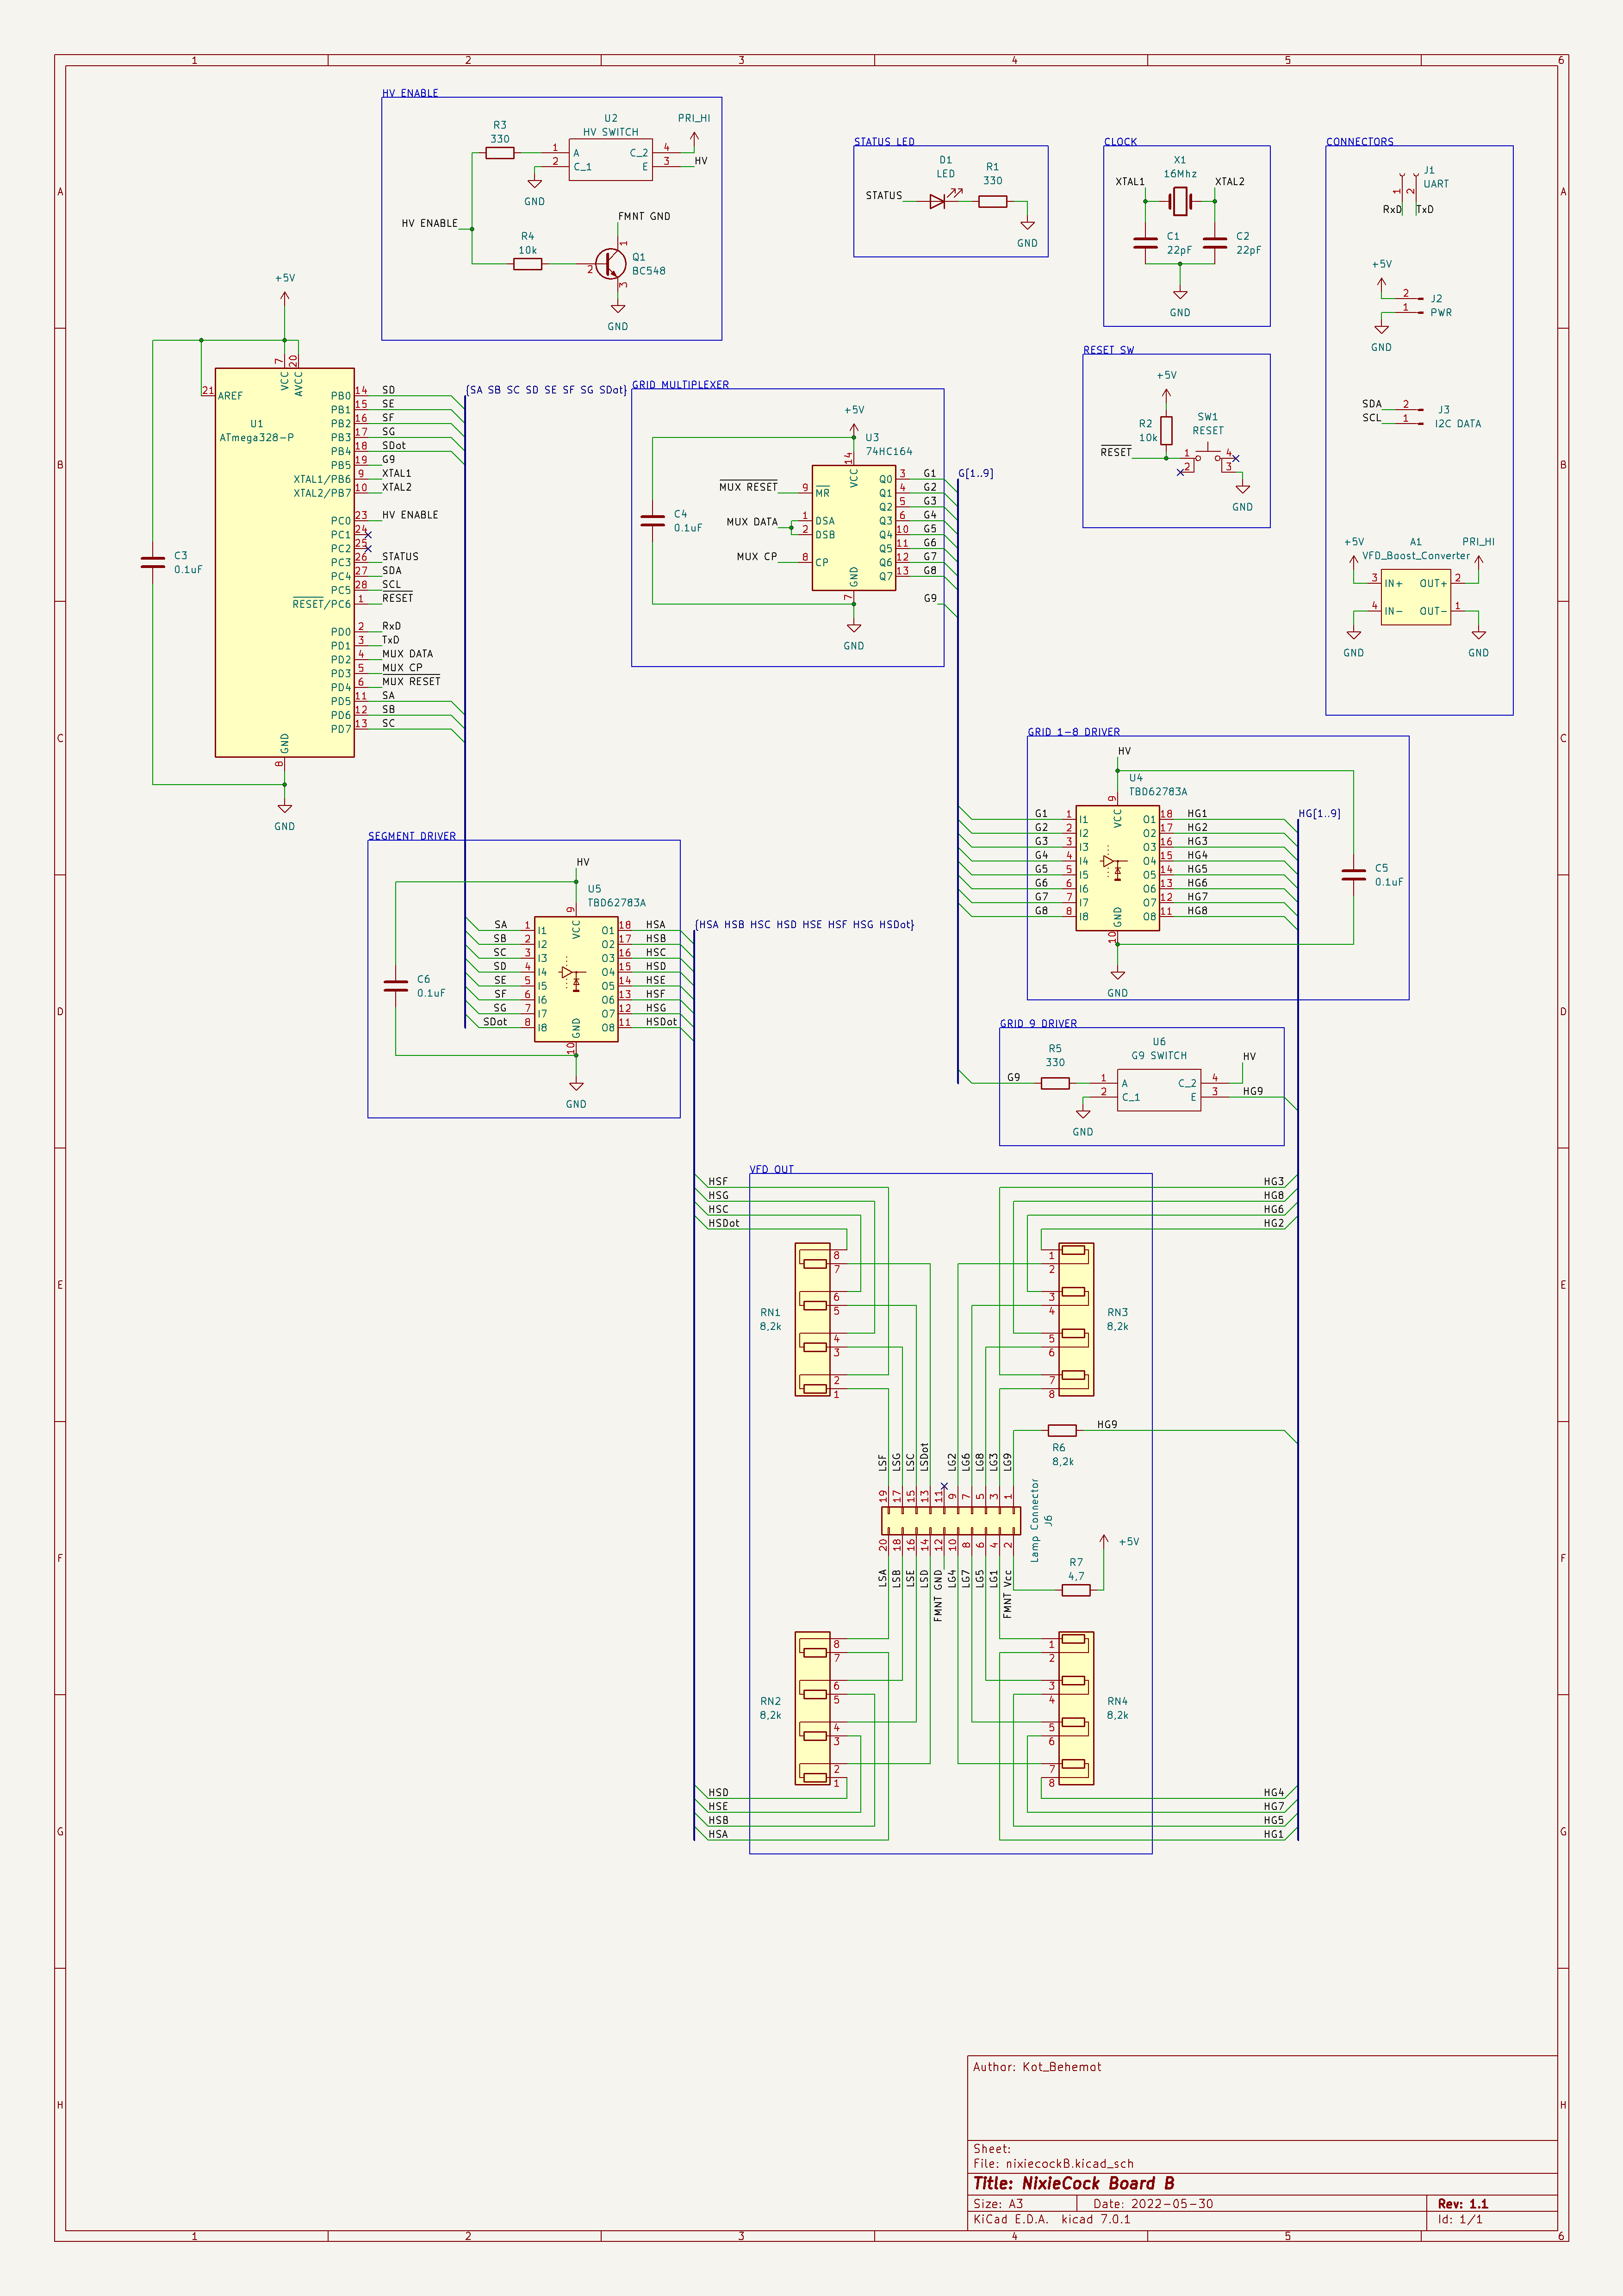 1 2 3 4 5 6
A
B
C
D
E
F
G
H
HV ENABLE
R3
330
U2
HV SWITCH
PRI_HI
1 A C_2 4
2 C_1 E 3
HV
GND
HV ENABLE
FMNT GND
R4
10k
1
2
3
Q1
BC548
GND
STATUS LED
D1
LED
R1
330
STATUS
GND
CLOCK
X1
16Mhz
XTAL1 XTAL2
C1
22pF
C2
22pF
GND
CONNECTORS
J1
UART
1 2
RxD TxD
+5V
2 J2
1 PWR
GND
SDA 2 J3
SCL 1 I2C DATA
+5V A1 PRI_HI
VFD_Boost_Converter
3 IN+ OUT+ 2
4 IN- OUT- 1
GND GND
RESET SW
+5V
R2
10k
SW1
RESET
RESET
1 4
2 3
GND
+5V
7 20
VCC AVCC
21 AREF
U1
ATmega328-P
PB0 14 SD
PB1 15 SE
PB2 16 SF
PB3 17 SG
PB4 18 SDot
PB5 19 G9
XTAL1/PB6 9 XTAL1
XTAL2/PB7 10 XTAL2
PC0 23 HV ENABLE
PC1 24
PC2 25
PC3 26 STATUS
PC4 27 SDA
PC5 28 SCL
RESET/PC6 1 RESET
PD0 2 RxD
PD1 3 TxD
PD2 4 MUX DATA
PD3 5 MUX CP
PD4 6 MUX RESET
PD5 11 SA
PD6 12 SB
PD7 13 SC
GND
8
GND
C3
0.1uF
{SA SB SC SD SE SF SG SDot}
GRID MULTIPLEXER
+5V
U3
74HC164
14
VCC
C4
0.1uF
MUX RESET 9 MR
MUX DATA 1 DSA
2 DSB
MUX CP 8 CP
Q0 3 G1
Q1 4 G2
Q2 5 G3
Q3 6 G4
Q4 10 G5
Q5 11 G6
Q6 12 G7
Q7 13 G8
G9
GND
7
GND
G[1..9]
GRID 1-8 DRIVER
HV
U4
TBD62783A
9
VCC
G1 1 I1 O1 18 HG1
G2 2 I2 O2 17 HG2
G3 3 I3 O3 16 HG3
G4 4 I4 O4 15 HG4
G5 5 I5 O5 14 HG5
G6 6 I6 O6 13 HG6
G7 7 I7 O7 12 HG7
G8 8 I8 O8 11 HG8
GND
10
GND
C5
0.1uF
HG[1..9]
SEGMENT DRIVER
HV
U5
TBD62783A
9
VCC
SA 1 I1 O1 18 HSA
SB 2 I2 O2 17 HSB
SC 3 I3 O3 16 HSC
SD 4 I4 O4 15 HSD
SE 5 I5 O5 14 HSE
SF 6 I6 O6 13 HSF
SG 7 I7 O7 12 HSG
SDot 8 I8 O8 11 HSDot
GND
10
GND
C6
0.1uF
{HSA HSB HSC HSD HSE HSF HSG HSDot}
GRID 9 DRIVER
R5
330
U6
G9 SWITCH
HV
G9 1 A C_2 4
2 C_1 E 3 HG9
GND
VFD OUT
HSF
HSG
HSC
HSDot
HG3
HG8
HG6
HG2
RN1
8,2k
8
7
6
5
4
3
2
1
RN3
8,2k
1
2
3
4
5
6
7
8
HG9
R6
8,2k
LSF LSG LSC LSDot LG2 LG6 LG8 LG3 LG9
19 17 15 13 11 9 7 5 3 1
Lamp Connector
J6
20 18 16 14 12 10 8 6 4 2
LSA LSB LSE LSD FMNT GND LG4 LG7 LG5 LG1 FMNT Vcc
R7
4,7
+5V
RN2
8,2k
8
7
6
5
4
3
2
1
RN4
8,2k
1
2
3
4
5
6
7
8
HSD
HSE
HSB
HSA
HG4
HG7
HG5
HG1
Author: Kot_Behemat
Sheet:
File: nixiecockB.kicad_sch
Title: NixieCock Board B
Size: A3 Date: 2022-05-30 Rev: 1.1
KiCad E.D.A. kicad 7.0.1 Id: 1/1
A
B
C
D
E
F
G
H
1 2 3 4 5 6